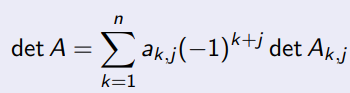 det A = \sum_{k=1}^{n} a_{k,j}(-1)^{k+j} det A_{k,j}